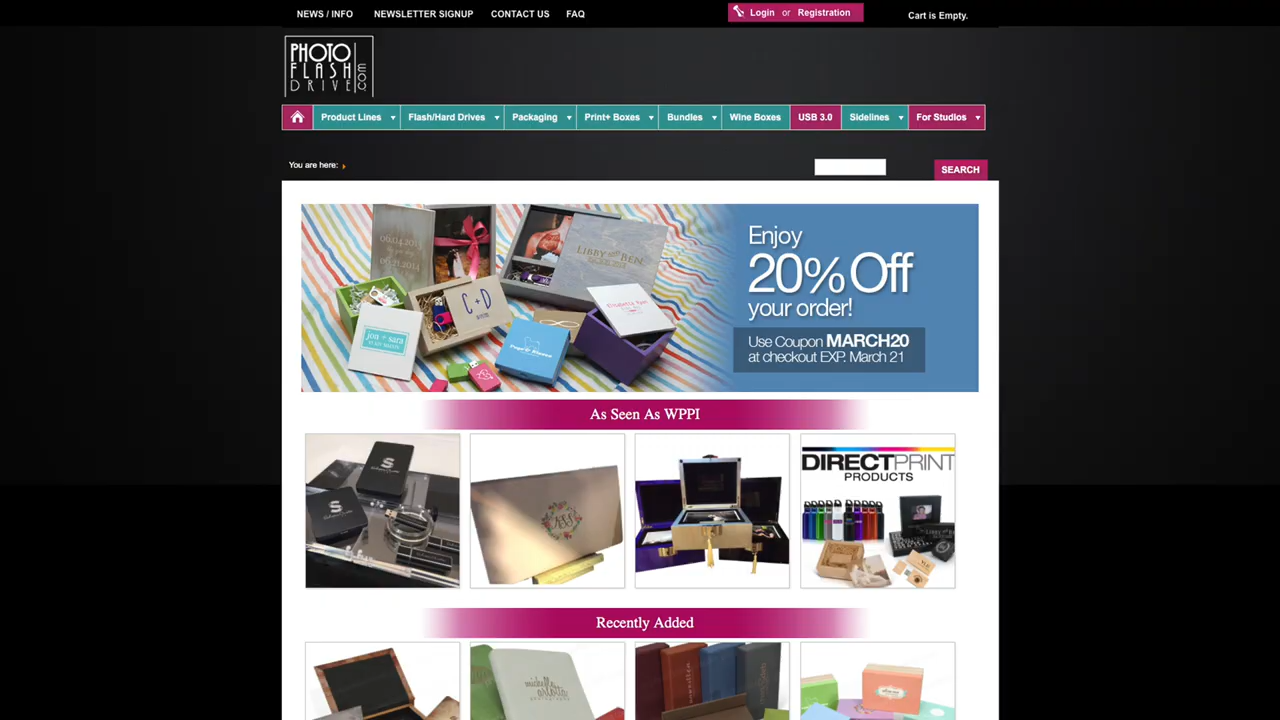 NEWS / INFO NEWSLETTER SIGNUP CONTACT US FAQ Login or Registration Cart is Empty.
PHOTO
FLASH
DRIVE
.com
Product Lines Flash/Hard Drives Packaging Print+ Boxes Bundles Wine Boxes USB 3.0 Sidelines For Studios
You are here: SEARCH
Enjoy
20% Off
your order!
Use Coupon MARCH20
at checkout EXP. March 21
LIBBY and BEN
C+D
jon & sara
As Seen As WPPI
S
S
DIRECTPRINT
PRODUCTS
Recently Added